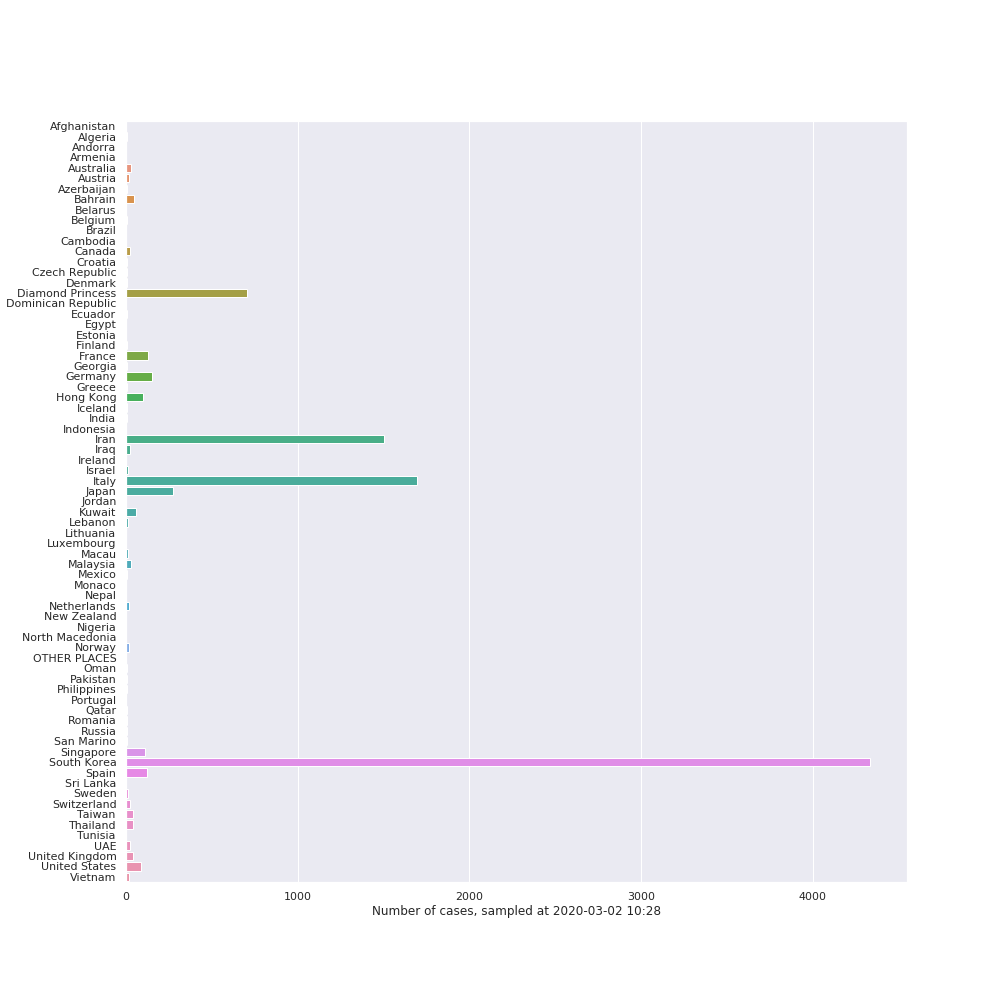 Afghanistan
Algeria
Andorra
Armenia
Australia
Austria
Azerbaijan
Bahrain
Belarus
Belgium
Brazil
Cambodia
Canada
Croatia
Czech Republic
Denmark
Diamond Princess
Dominican Republic
Ecuador
Egypt
Estonia
Finland
France
Georgia
Germany
Greece
Hong Kong
Iceland
India
Indonesia
Iran
Iraq
Ireland
Israel
Italy
Japan
Jordan
Kuwait
Lebanon
Lithuania
Luxembourg
Macau
Malaysia
Mexico
Monaco
Nepal
Netherlands
New Zealand
Nigeria
North Macedonia
Norway
OTHER PLACES
Oman
Pakistan
Philippines
Portugal
Qatar
Romania
Russia
San Marino
Singapore
South Korea
Spain
Sri Lanka
Sweden
Switzerland
Taiwan
Thailand
Tunisia
UAE
United Kingdom
United States
Vietnam
0 1000 2000 3000 4000
Number of cases, sampled at 2020-03-02 10:28